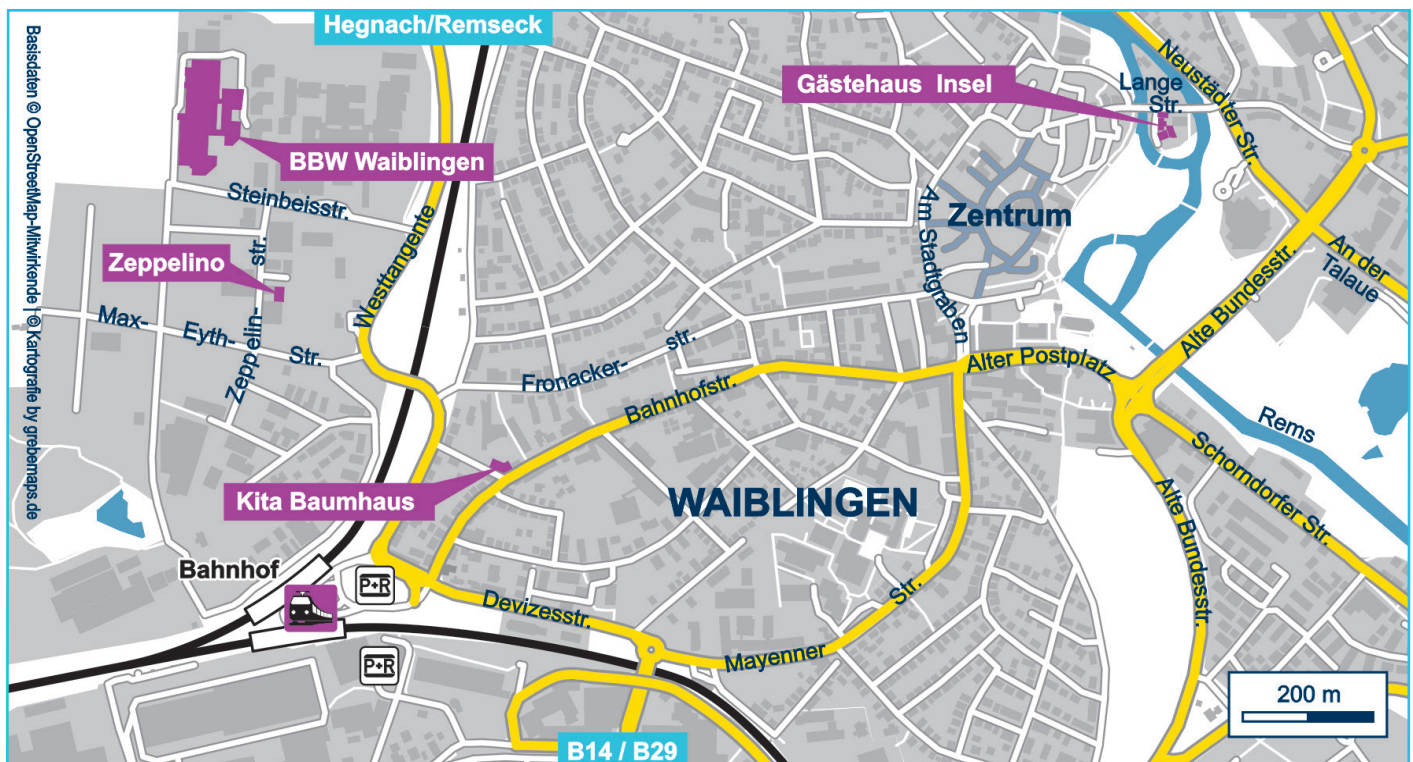 Hegnach/Remseck
Basisdaten © OpenStreetMap-Mitwirkende | © Kartografie by grebemaps.de
Gästehaus Insel
Lange
Str.
Neustädter Str.
BBW Waiblingen
Steinbeisstr.
Am Stadtgraben
Zentrum
Zeppelino
Westtangente
An der
Talaue
Alte Bundesstr.
Max- Eyth- Str.
Zeppelin- str.
Fronacker- str.
Bahnhofstr.
Alter Postplatz
Rems
Kita Baumhaus
WAIBLINGEN
Schorndorfer Str.
Alte Bundesstr.
Bahnhof
P+R
Devizesstr.
Mayenner Str.
P+R
200 m
B14 / B29